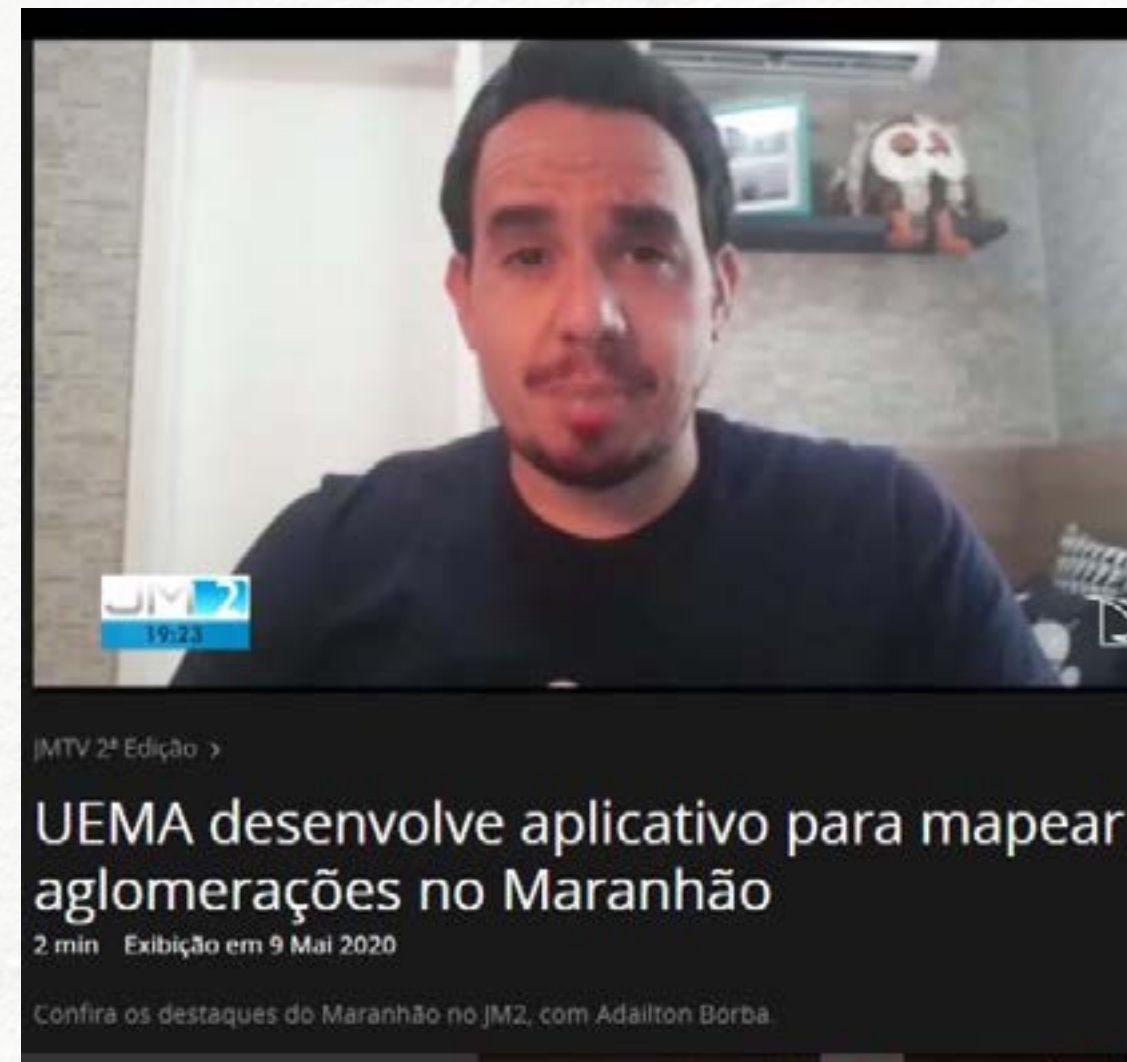 JM 2
19:23
JMTV 2ª Edição >
UEMA desenvolve aplicativo para mapear
aglomerações no Maranhão
2 min Exibição em 9 Mai 2020
Confira os destaques do Maranhão no JM2, com Adailton Borba.